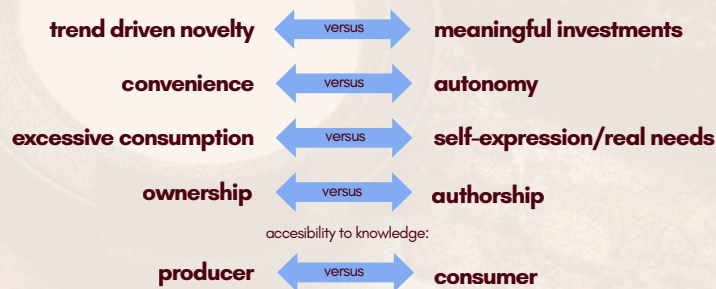 trend driven novelty versus meaningful investments
convenience versus autonomy
excessive consumption versus self-expression/real needs
ownership versus authorship
accesibility to knowledge:
producer versus consumer